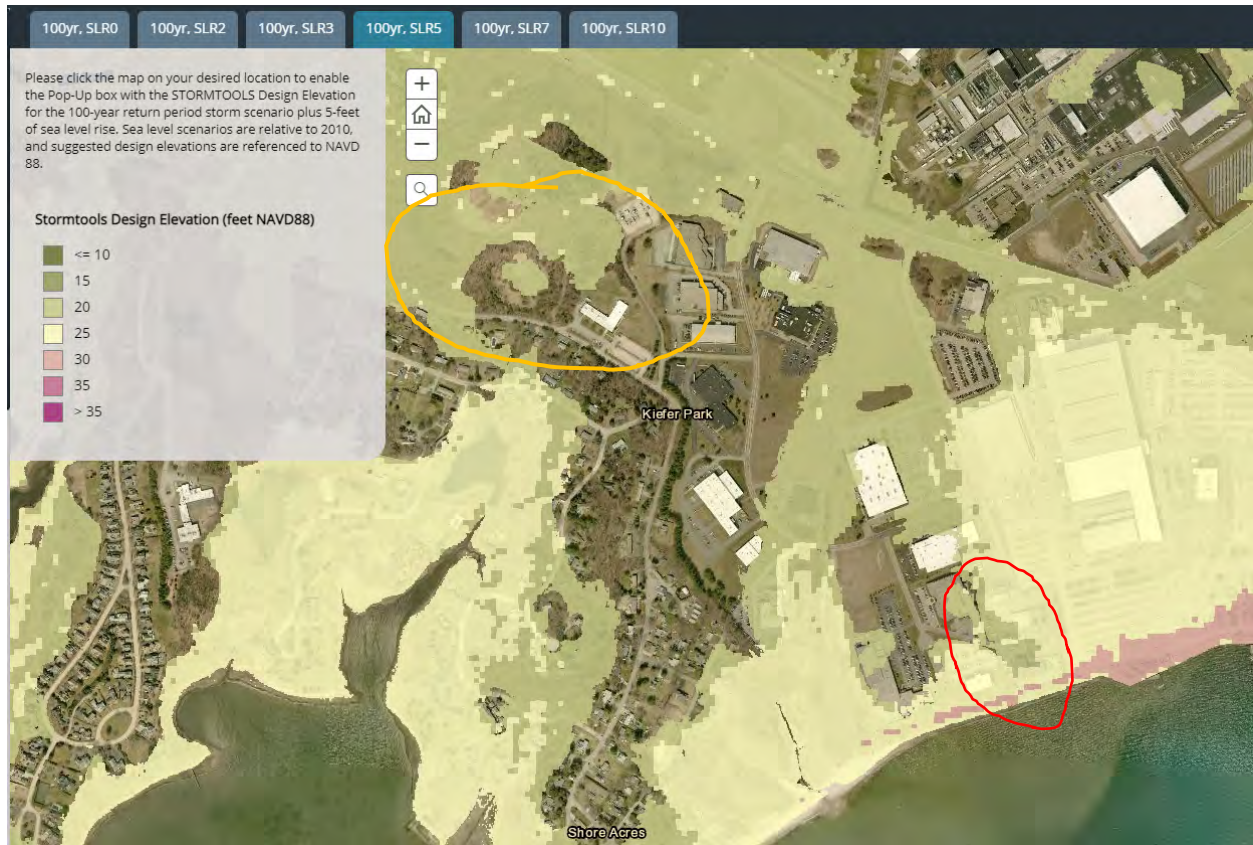 100yr, SLR0
100yr, SLR2
100yr, SLR3
100yr, SLR5
100yr, SLR7
100yr, SLR10
Please click the map on your desired location to enable
the Pop-Up box with the STORMTOOLS Design Elevation
for the 100-year return period storm scenario plus 5-feet
of sea level rise. Sea level scenarios are relative to 2010,
and suggested design elevations are referenced to NAVD
88.
Stormtools Design Elevation (feet NAVD88)
<= 10
15
20
25
30
35
> 35
Kiefer Park
Shore Acres